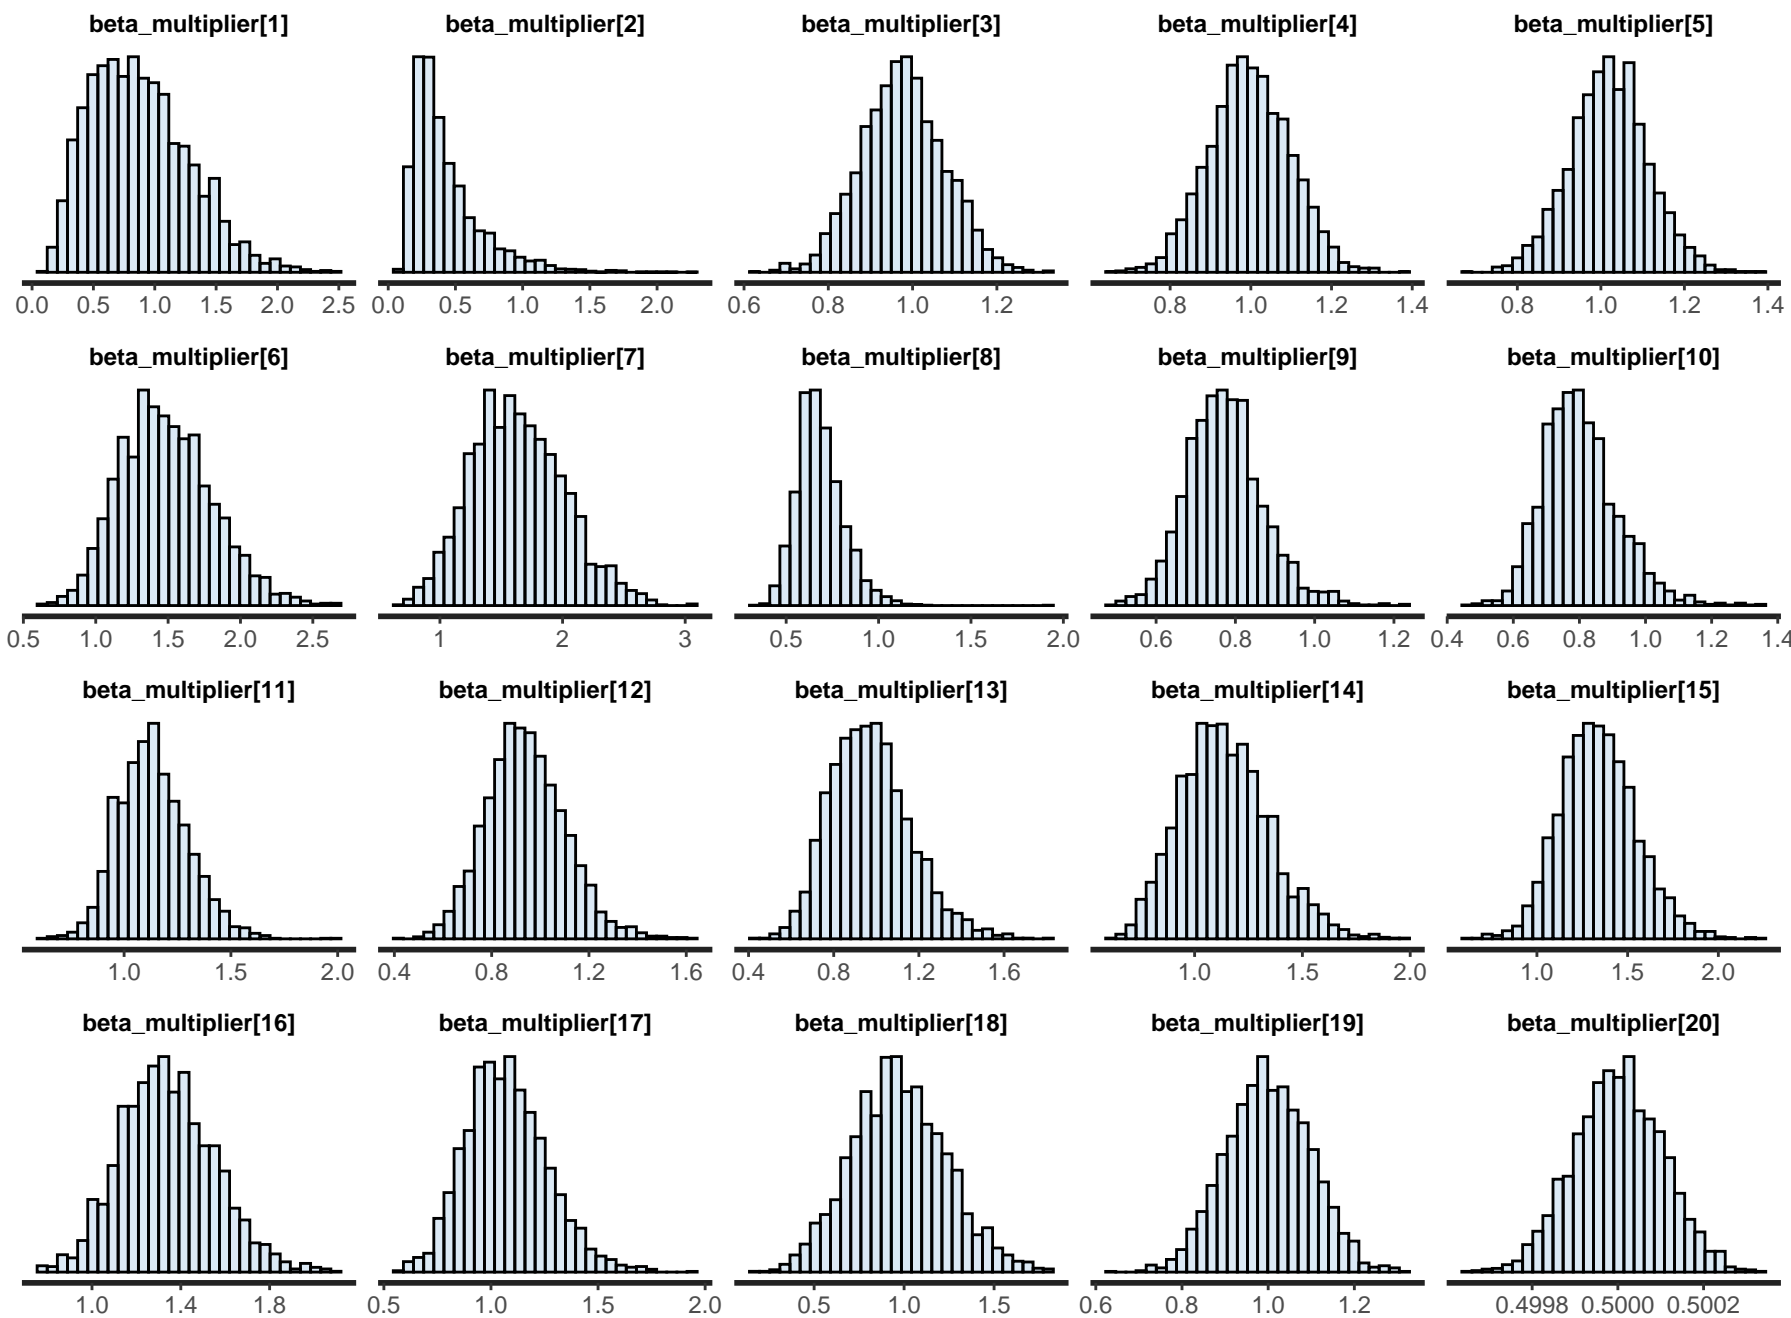 beta_multiplier[1] beta_multiplier[2] beta_multiplier[3] beta_multiplier[4] beta_multiplier[5]
0.0 0.5 1.0 1.5 2.0 2.5 0.0 0.5 1.0 1.5 2.0 0.6 0.8 1.0 1.2 0.8 1.0 1.2 1.4 0.8 1.0 1.2 1.4
beta_multiplier[6] beta_multiplier[7] beta_multiplier[8] beta_multiplier[9] beta_multiplier[10]
0.5 1.0 1.5 2.0 2.5 1 2 3 0.5 1.0 1.5 2.0 0.6 0.8 1.0 1.2 0.4 0.6 0.8 1.0 1.2 1.4
beta_multiplier[11] beta_multiplier[12] beta_multiplier[13] beta_multiplier[14] beta_multiplier[15]
1.0 1.5 2.0 0.4 0.8 1.2 1.6 0.4 0.8 1.2 1.6 1.0 1.5 2.0 1.0 1.5 2.0
beta_multiplier[16] beta_multiplier[17] beta_multiplier[18] beta_multiplier[19] beta_multiplier[20]
1.0 1.4 1.8 0.5 1.0 1.5 2.0 0.5 1.0 1.5 0.6 0.8 1.0 1.2 0.4998 0.5000 0.5002